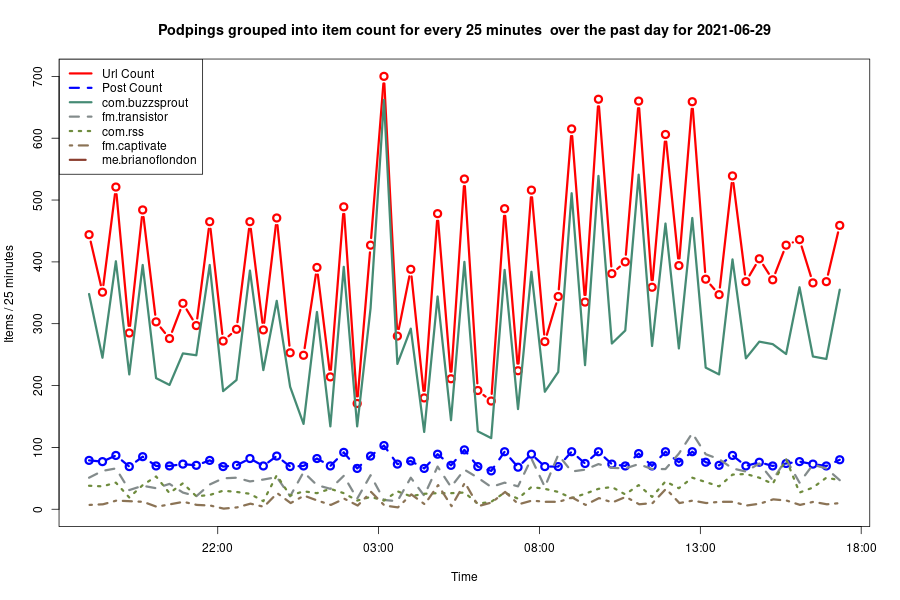 Podpings grouped into item count for every 25 minutes  over the past day for 2021-06-29
Items / 25 minutes
700
600
500
400
300
200
100
0
Url Count
Post Count
com.buzzsprout
fm.transistor
com.rss
fm.captivate
me.brianoflondon
22:00
03:00
08:00
13:00
18:00
Time